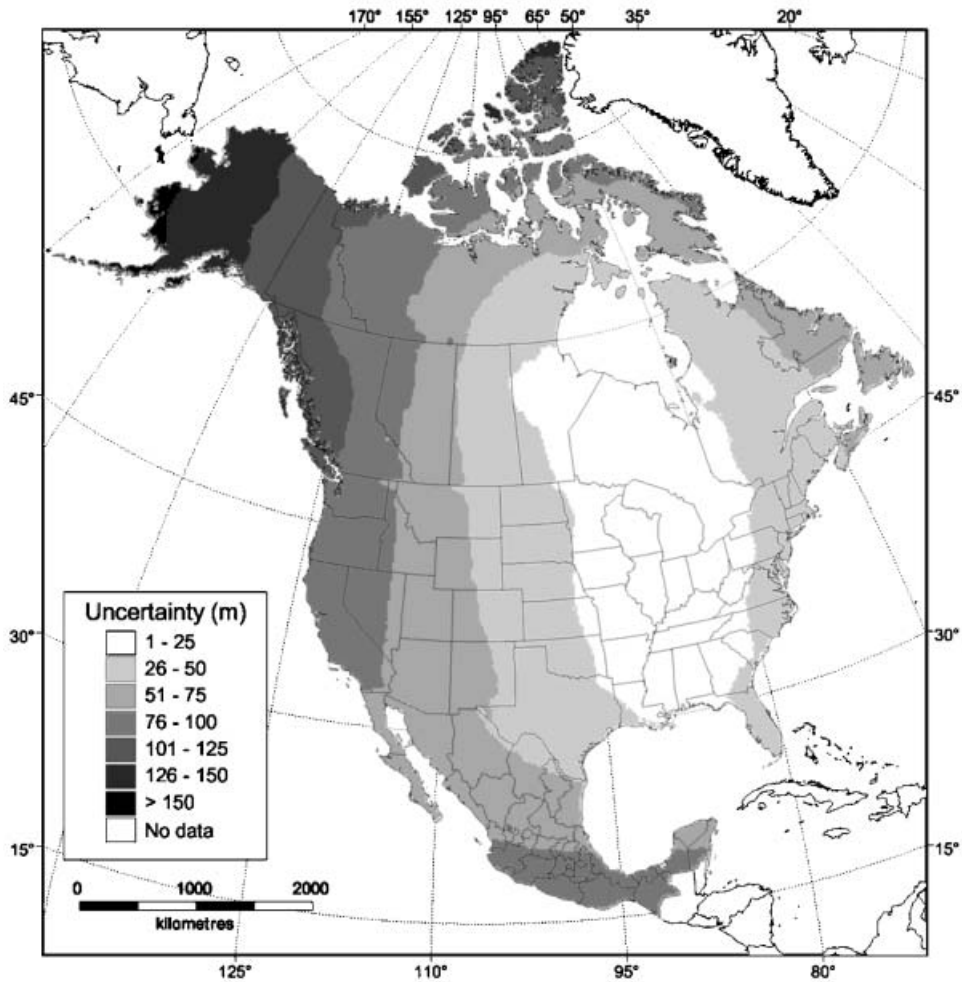 170° 155° 125° 95° 65° 50° 35° 20°
45° 45°
30° 30°
15° 15°
Uncertainty (m)
1 - 25
26 - 50
51 - 75
76 - 100
101 - 125
126 - 150
> 150
No data
0 1000 2000
kilometres
125° 110° 95° 80°